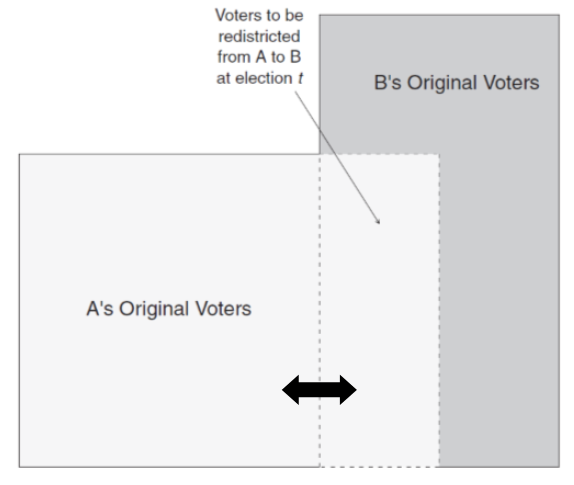 Voters to be
redistricted
from A to B
at election t
B's Original Voters
A's Original Voters